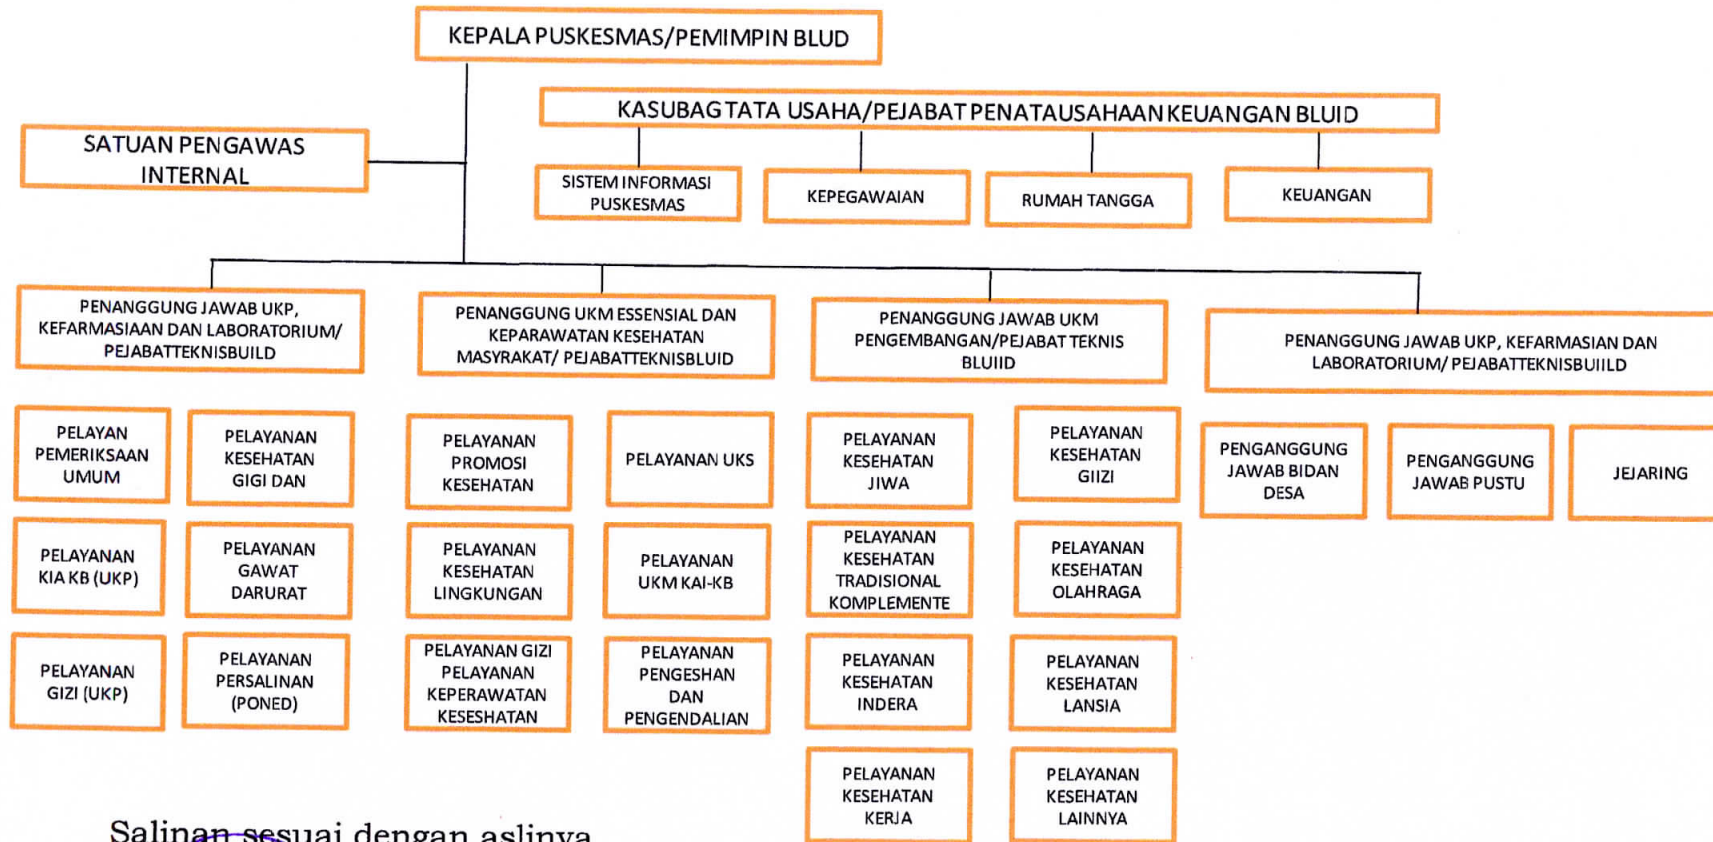 KEPALA PUSKESMAS/PEMIMPIN BLUD
KASUBAG TATA USAHA/PEJABAT PENATAUSAHAAN KEUANGAN BLUID
SATUAN PENGAWAS
INTERNAL
SISTEM INFORMASI
PUSKESMAS
KEPEGAWAIAN
RUMAH TANGGA
KEUANGAN
PENANGGUNG JAWAB UKP,
KEFARMASIAAN DAN LABORATORIUM/
PEJABATTEKNISBUILD
PENANGGUNG UKM ESSENSIAL DAN
KEPARAWATAN KESEHATAN
MASYRAKAT/ PEJABATTEKNISBLUID
PENANGGUNG JAWAB UKM
PENGEMBANGAN/PEJABAT TEKNIS
BLUIID
PENANGGUNG JAWAB UKP, KEFARMASIAN DAN
LABORATORIUM/ PEJABATTEKNISBUIILD
PELAYAN
PEMERIKSAAN
UMUM
PELAYANAN
KESEHATAN
GIGI DAN
PELAYANAN
PROMOSI
KESEHATAN
PELAYANAN UKS
PELAYANAN
KESEHATAN
JIWA
PELAYANAN
KESEHATAN
GIIZI
PENGANGGUNG
JAWAB BIDAN
DESA
PENGANGGUNG
JAWAB PUSTU
JEJARING
PELAYANAN
KIA KB (UKP)
PELAYANAN
GAWAT
DARURAT
PELAYANAN
KESEHATAN
LINGKUNGAN
PELAYANAN
UKM KAI-KB
PELAYANAN
KESEHATAN
TRADISIONAL
KOMPLEMENTE
PELAYANAN
KESEHATAN
OLAHRAGA
PELAYANAN
GIZI (UKP)
PELAYANAN
PERSALINAN
(PONED)
PELAYANAN GIZI
PELAYANAN
KEPERAWATAN
KESESHATAN
PELAYANAN
PENGESHAN
DAN
PENGENDALIAN
PELAYANAN
KESEHATAN
INDERA
PELAYANAN
KESEHATAN
LANSIA
PELAYANAN
KESEHATAN
KERJA
PELAYANAN
KESEHATAN
LAINNYA
Salinan sesuai dengan aslinya